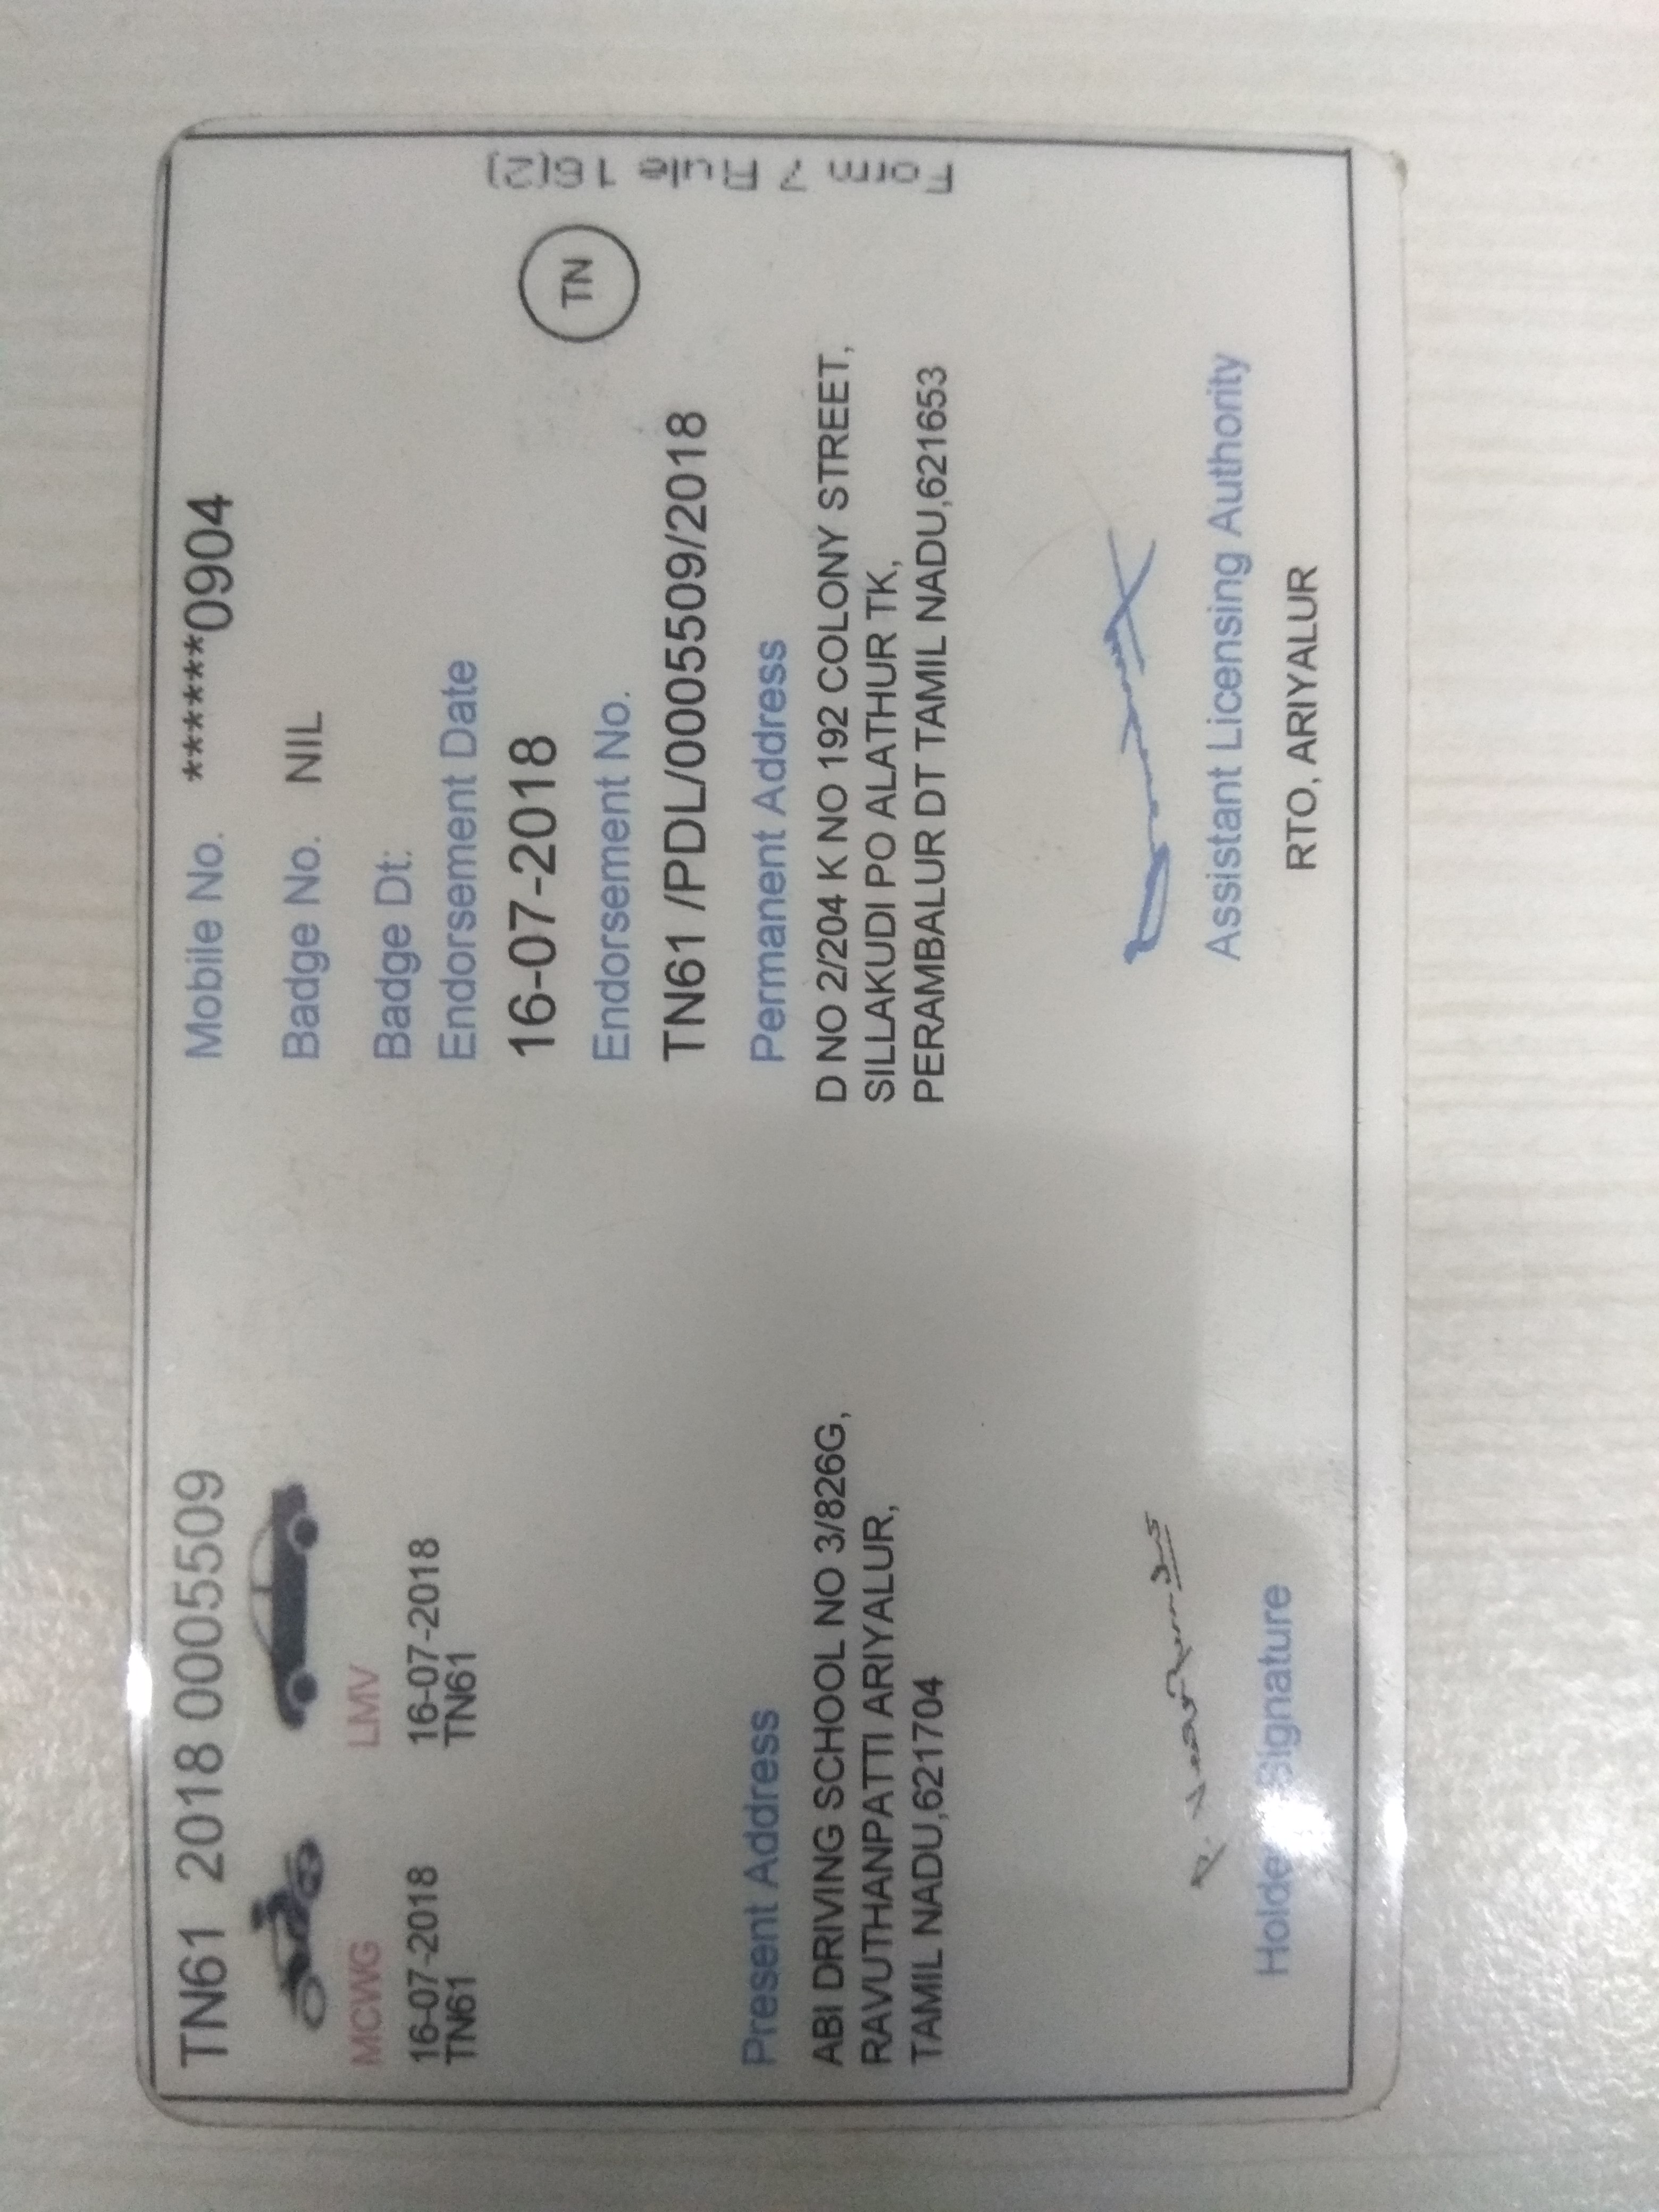 TN61 2018 0005509
MCWG
LMV
16-07-2018
TN61
16-07-2018
TN61
Present Address
ABI DRIVING SCHOOL NO 3/826G,
RAVUTHANPATTI ARIYALUR,
TAMIL NADU,621704
Holder Signature
Mobile No. ******0904
Badge No. NIL
Badge Dt:
Endorsement Date
16-07-2018
Endorsement No.
TN61 /PDL/0005509/2018
Permanent Address
D NO 2/204 K NO 192 COLONY STREET,
SILLAKUDI PO ALATHUR TK,
PERAMBALUR DT TAMIL NADU,621653
Assistant Licensing Authority
RTO, ARIYALUR
TN
Form 7 Rule 16(2)